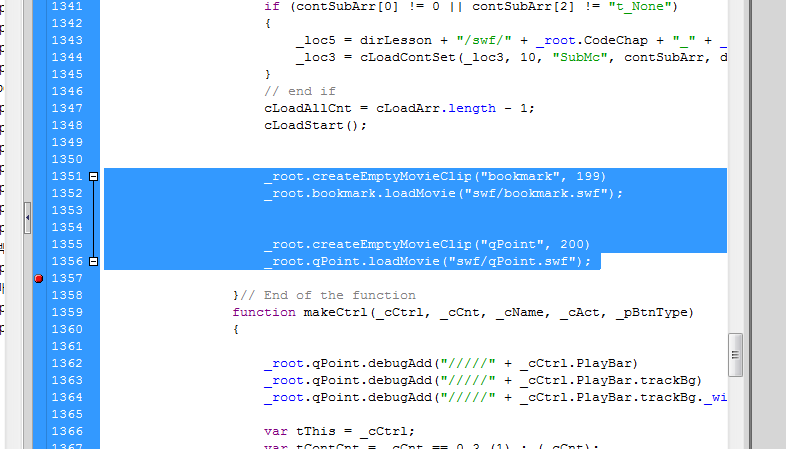 1341 if (contSubArr[0] != 0 || contSubArr[2] != "t_None")
1342 {
1343 _loc5 = dirLesson + "/swf/" + _root.CodeChap + "_" + _
1344 _loc3 = cLoadContSet(_loc3, 10, "SubMc", contSubArr, d
1345 }
1346 // end if
1347 cLoadAllCnt = cLoadArr.length - 1;
1348 cLoadStart();
1349
1350
1351 _root.createEmptyMovieClip("bookmark", 199)
1352 _root.bookmark.loadMovie("swf/bookmark.swf");
1353
1354
1355 _root.createEmptyMovieClip("qPoint", 200)
1356 _root.qPoint.loadMovie("swf/qPoint.swf");
1357
1358 }// End of the function
1359 function makeCtrl(_cCtrl, _cCnt, _cName, _cAct, _pBtnType)
1360 {
1361
1362 _root.qPoint.debugAdd("/////" + _cCtrl.PlayBar)
1363 _root.qPoint.debugAdd("/////" + _cCtrl.PlayBar.trackBg)
1364 _root.qPoint.debugAdd("/////" + _cCtrl.PlayBar.trackBg._wi
1365
1366 var tThis = _cCtrl;
1367 var tContCnt = _cCnt == 0 ? (1) : (_cCnt);